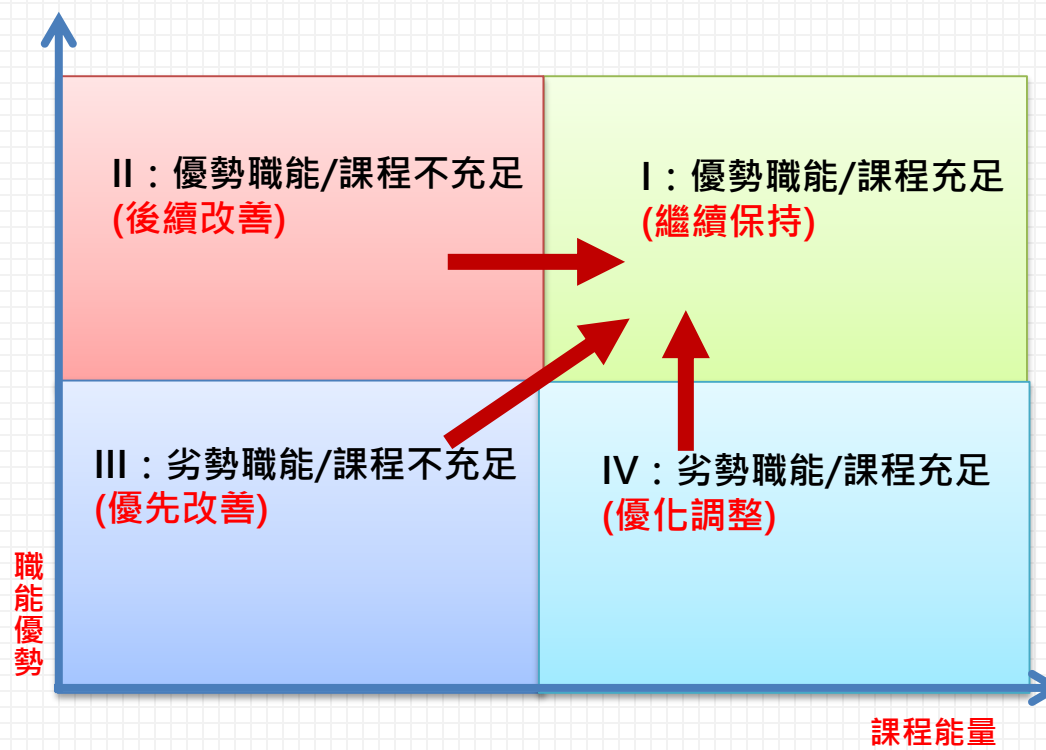 II：優勢職能/課程不充足
(後續改善)
I：優勢職能/課程充足
(繼續保持)
III：劣勢職能/課程不充足
(優先改善)
IV：劣勢職能/課程充足
(優化調整)
職能優勢
課程能量